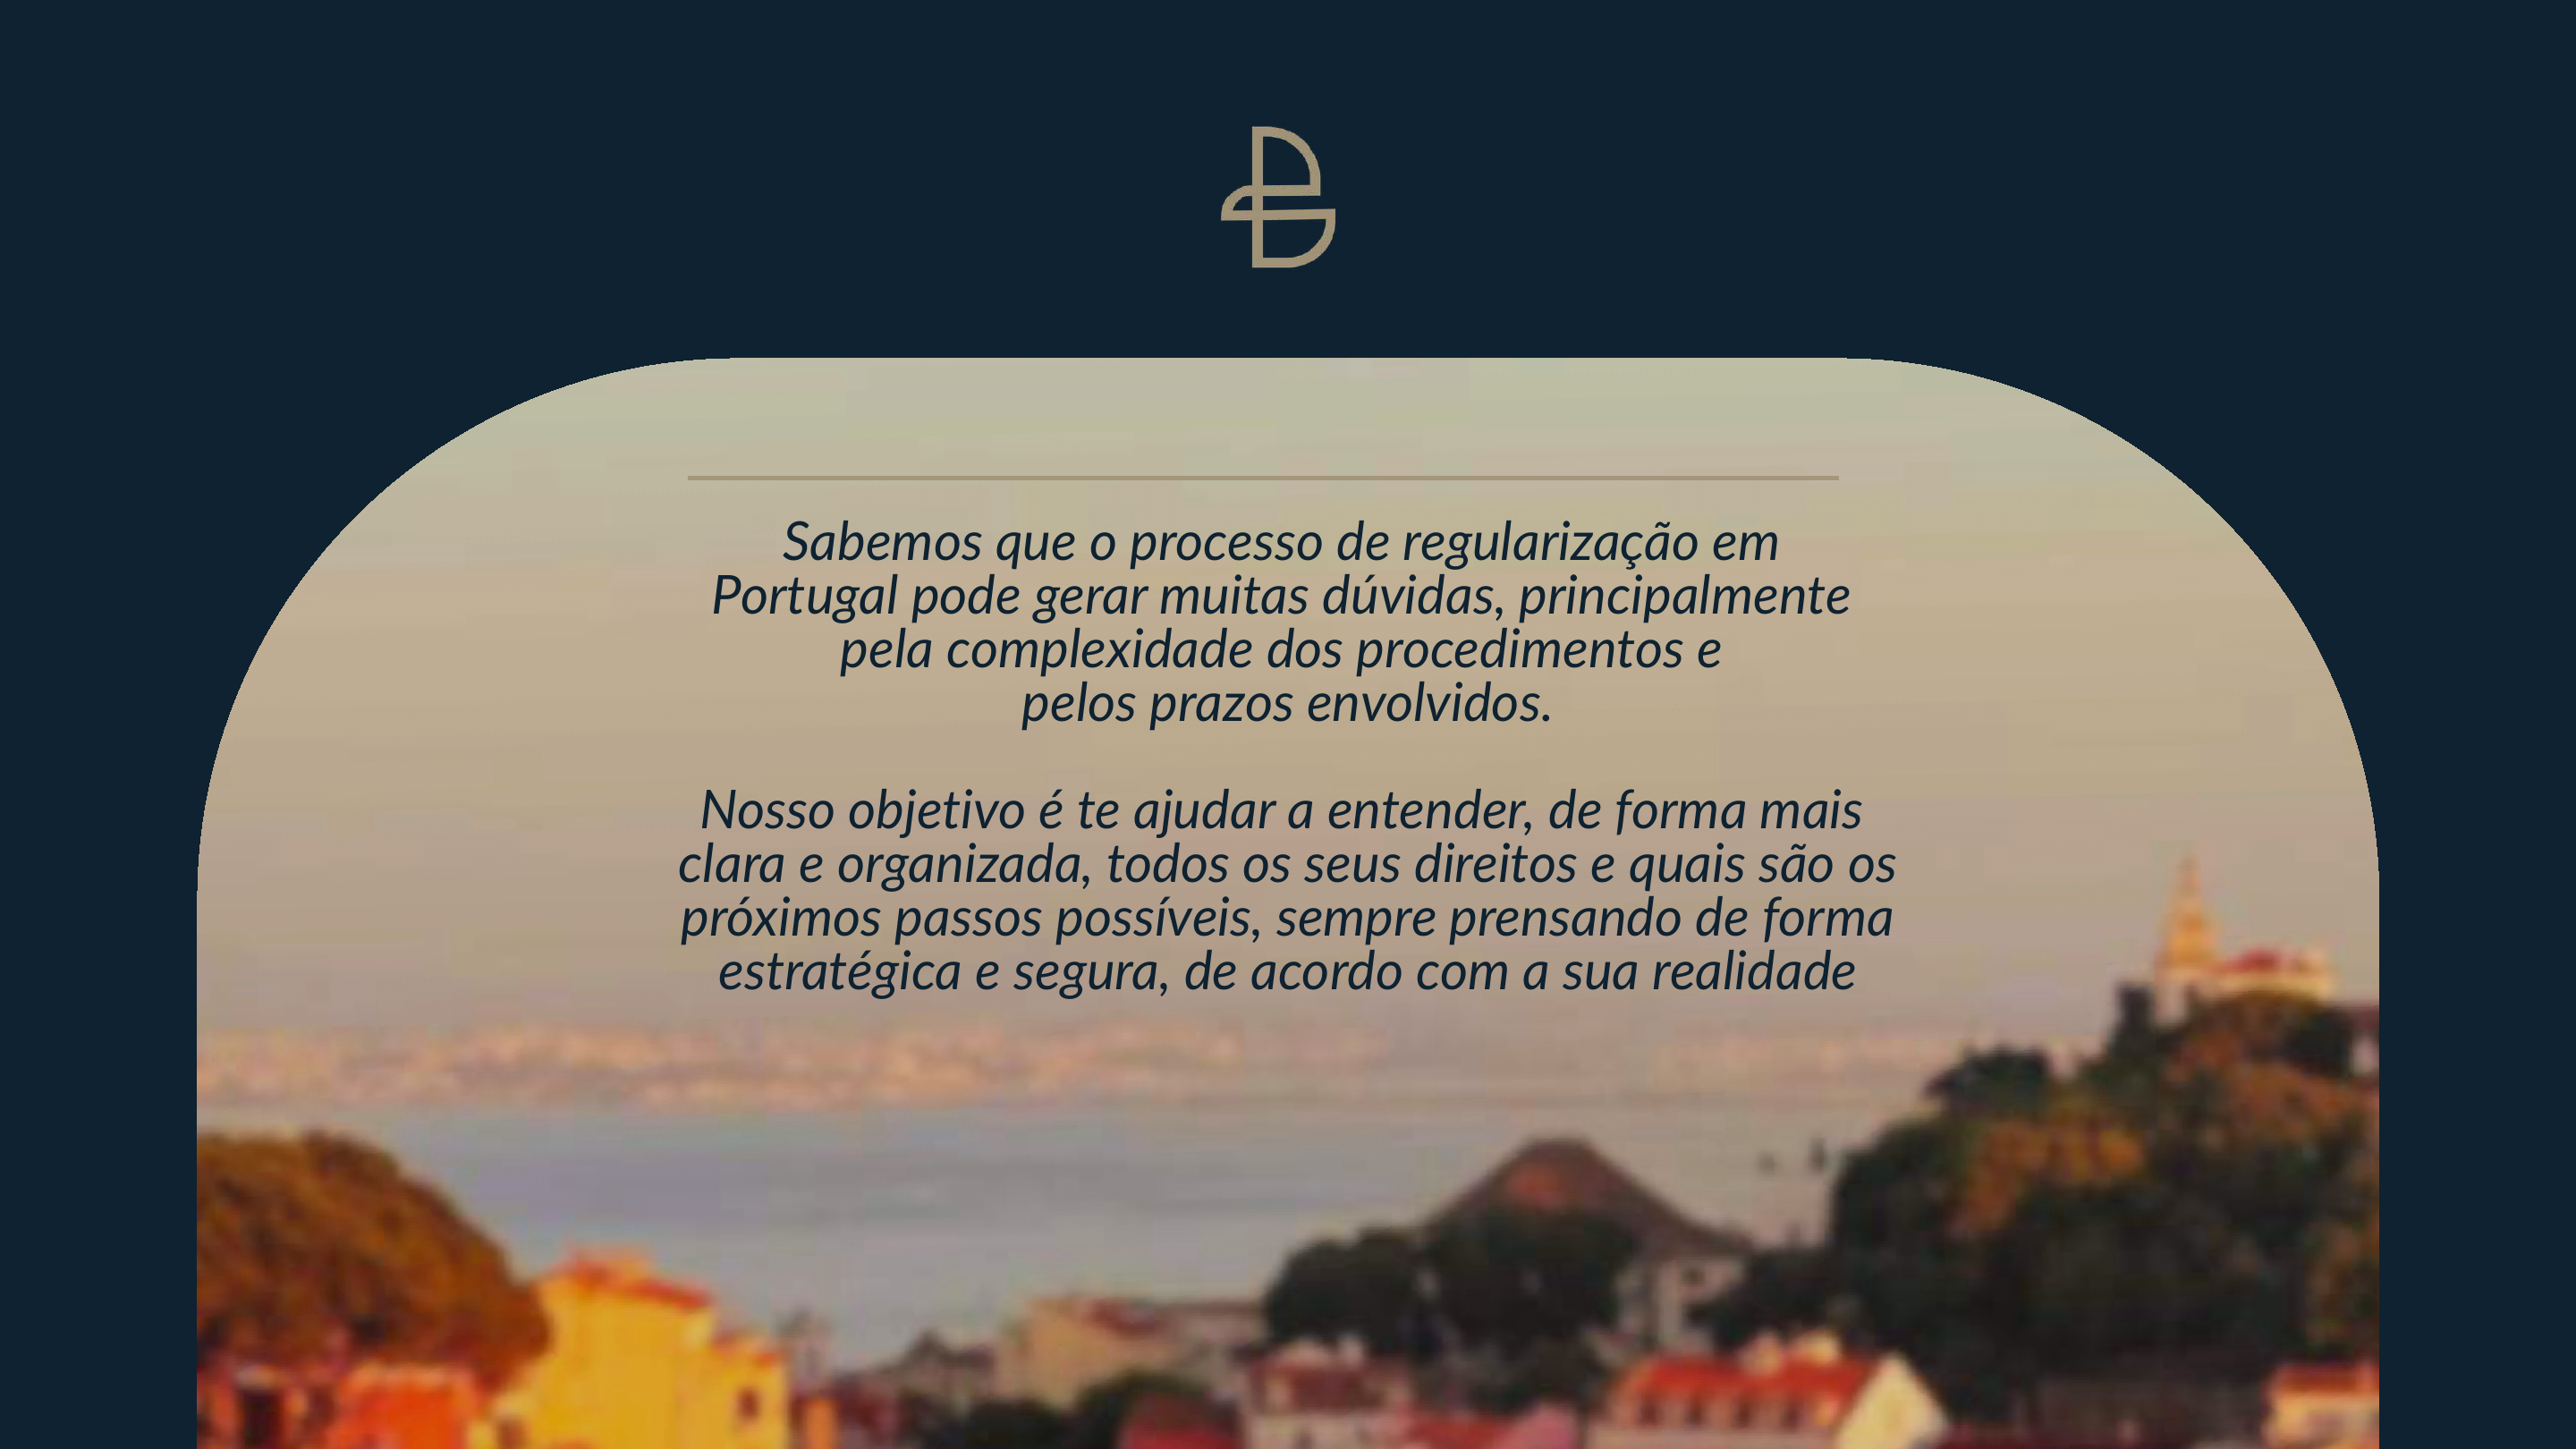 Sabemos que o processo de regularização em
Portugal pode gerar muitas dúvidas, principalmente
pela complexidade dos procedimentos e
pelos prazos envolvidos.
Nosso objetivo é te ajudar a entender, de forma mais
clara e organizada, todos os seus direitos e quais são os
próximos passos possíveis, sempre prensando de forma
estratégica e segura, de acordo com a sua realidade